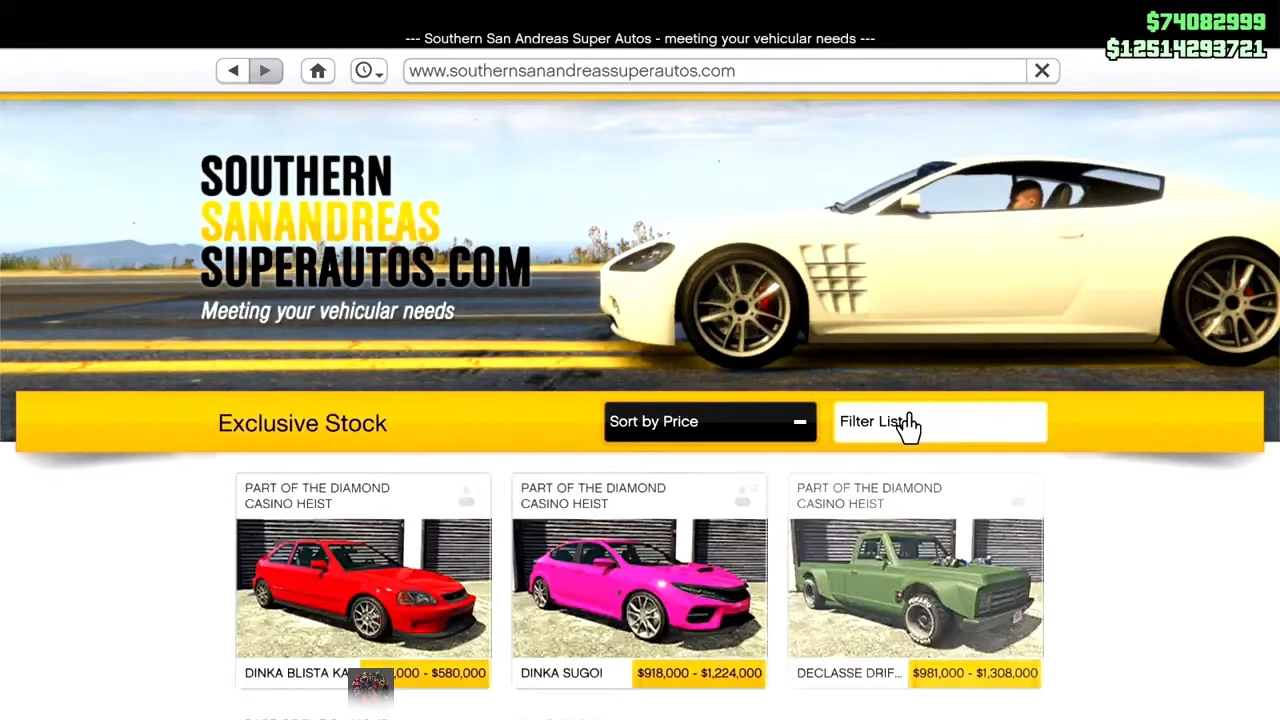 $74082999
--- Southern San Andreas Super Autos - meeting your vehicular needs ---
$12514293721
www.southernsanandreassuperautos.com
SOUTHERN
SANANDREAS
SUPERAUTOS.COM
Meeting your vehicular needs
Exclusive Stock
Sort by Price
Filter List
PART OF THE DIAMOND
CASINO HEIST
PART OF THE DIAMOND
CASINO HEIST
4
PART OF THE DIAMOND
CASINO HEIST
DINKA BLISTA KA
,000 - $580,000
DINKA SUGOI
$918,000 - $1,224,000
DECLASSE DRIF...
$981,000 - $1,308,000